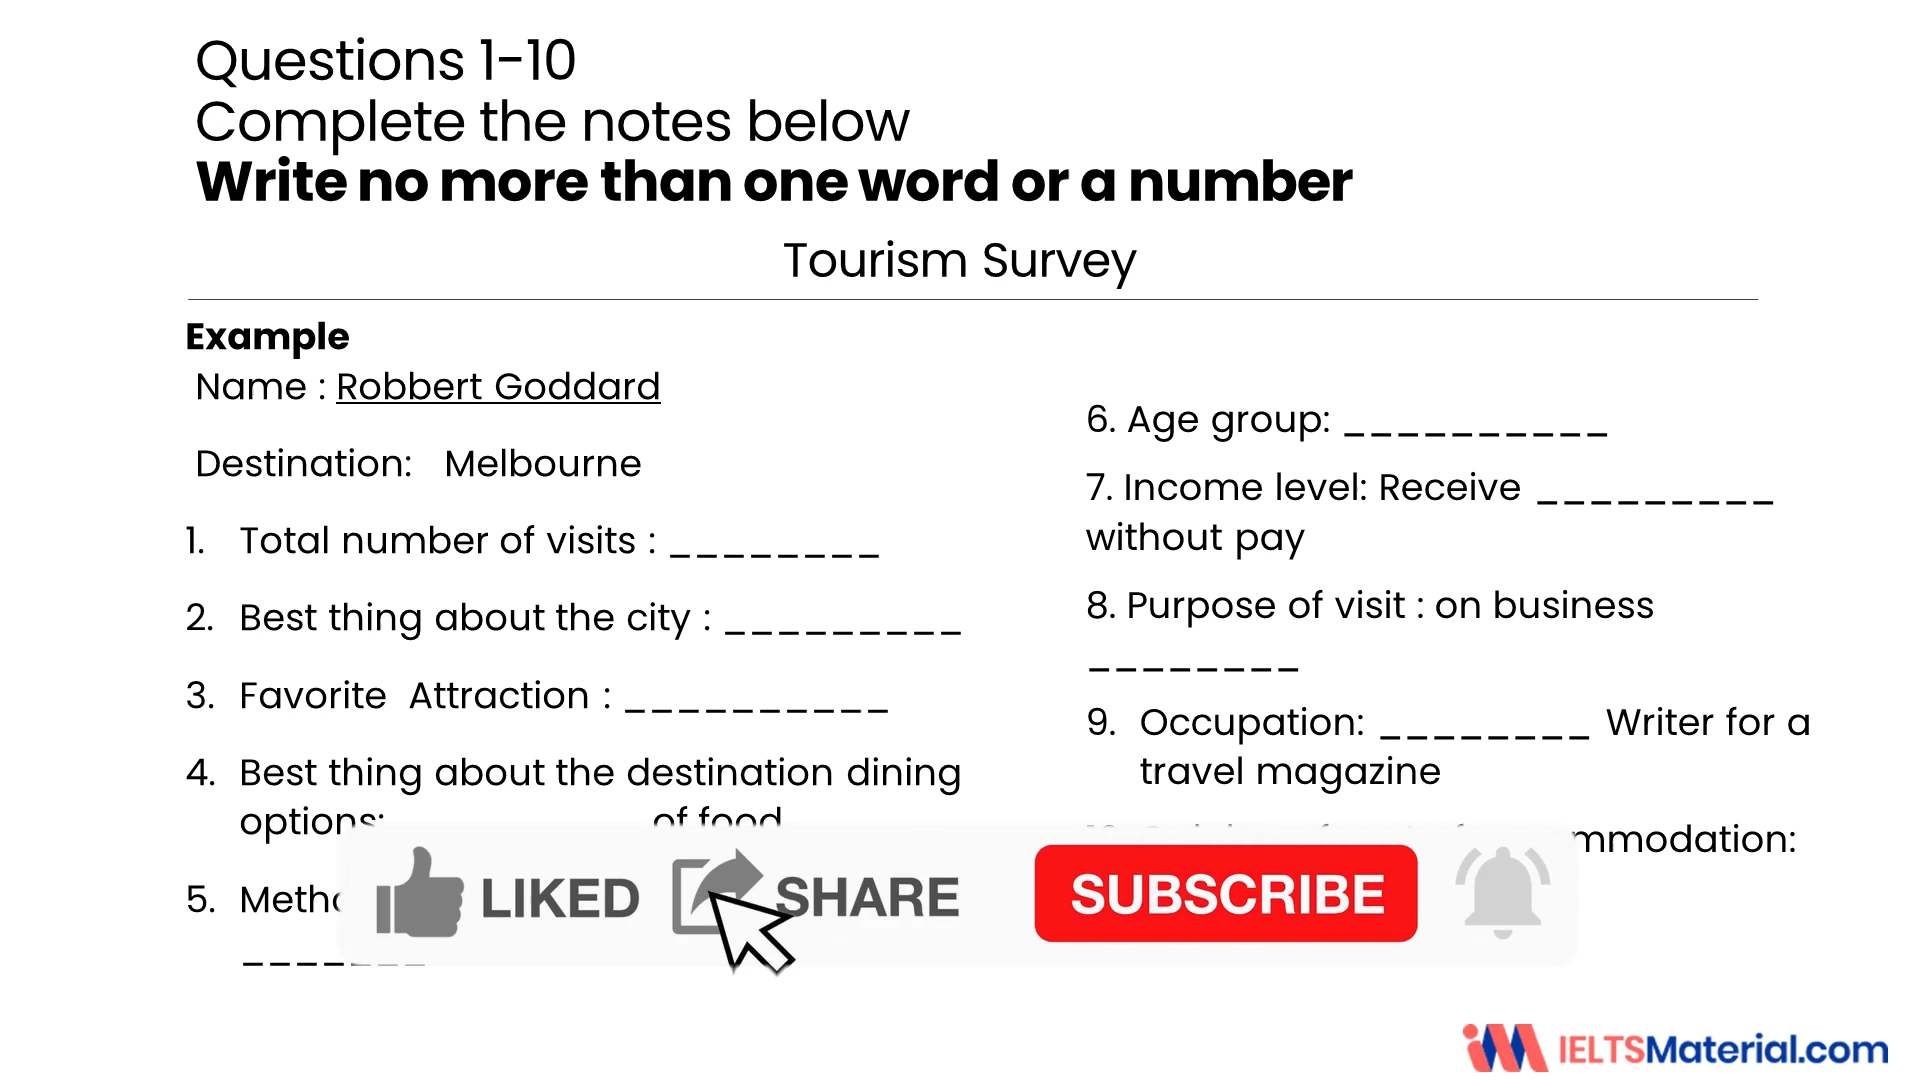 Questions 1-10
Complete the notes below
Write no more than one word or a number
Tourism Survey
Example
Name : Robbert Goddard
Destination: Melbourne
1. Total number of visits : ________
2. Best thing about the city : _________
3. Favorite Attraction : __________
4. Best thing about the destination dining
options: of food
5.
_______
6. Age group: __________
7. Income level: Receive _________
without pay
8. Purpose of visit : on business
________
9. Occupation: ________ Writer for a
travel magazine
LIKED SHARE SUBSCRIBE
IELTSMaterial.com